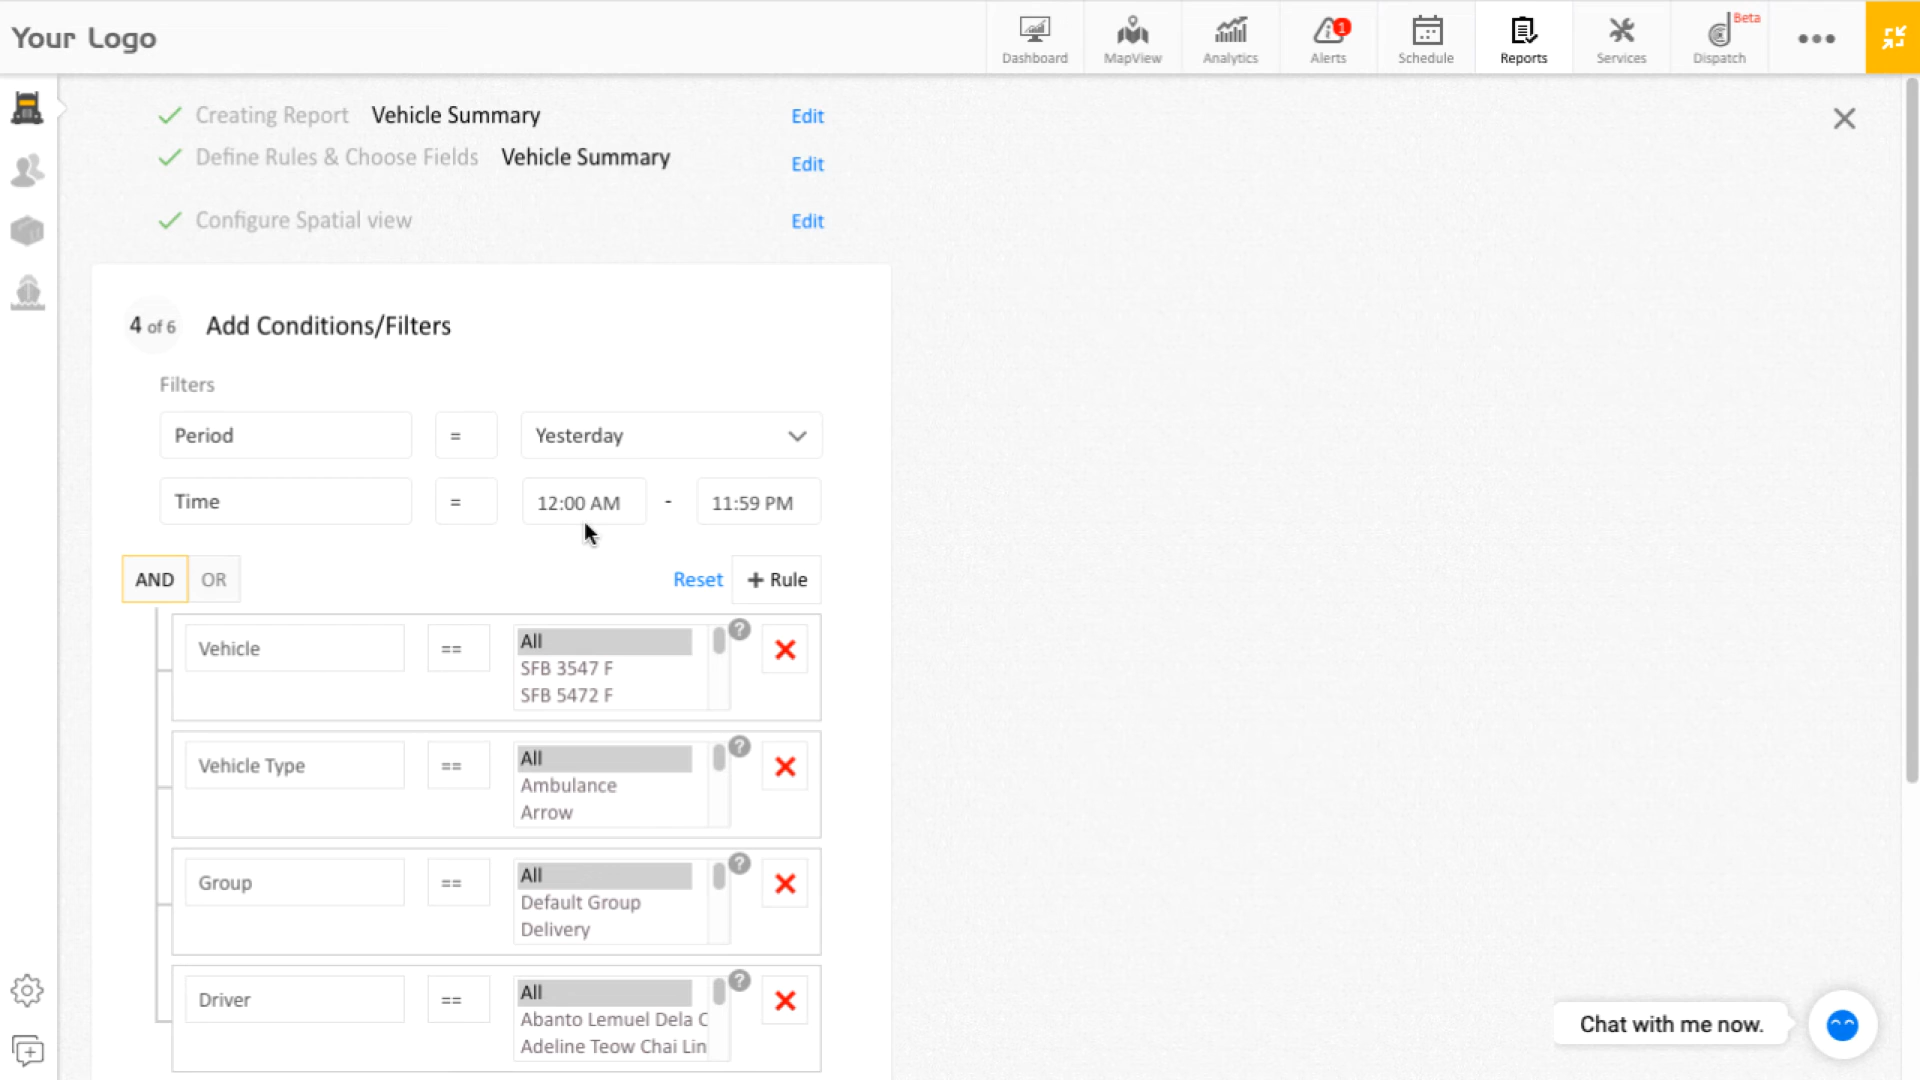 Your Logo
Dashboard
MapView
Analytics
1
Alerts
Schedule
Reports
Services
Beta
Dispatch
Creating Report Vehicle Summary Edit
Define Rules & Choose Fields Vehicle Summary Edit
Configure Spatial view Edit
4 of 6 Add Conditions/Filters
Filters
Period = Yesterday
Time = 12:00 AM - 11:59 PM
AND OR Reset + Rule
Vehicle == All ?
SFB 3547 F
SFB 5472 F
Vehicle Type == All ?
Ambulance
Arrow
Group == All ?
Default Group
Delivery
Driver == All ?
Abanto Lemuel Dela C
Adeline Teow Chai Lin
Chat with me now.